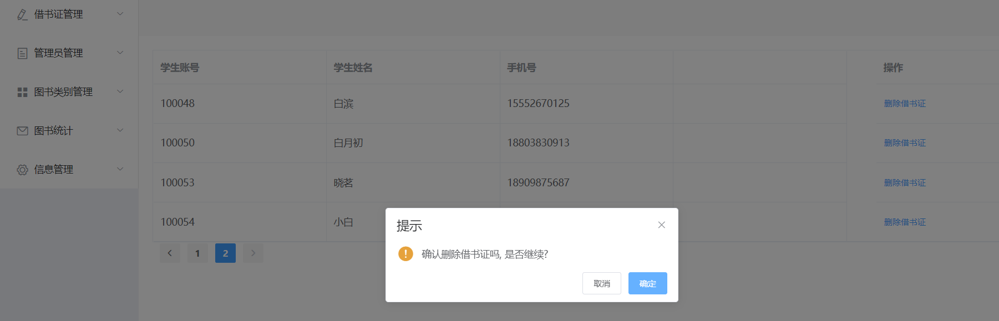 借书证管理
管理员管理
图书类别管理
图书统计
信息管理
学生账号 学生姓名 手机号 操作
100048 白滨 15552670125 删除借书证
100050 白月初 18803830913 删除借书证
100053 晓茗 18909875687 删除借书证
100054 小白 删除借书证
1 2
提示
确认删除借书证吗, 是否继续?
取消 确定